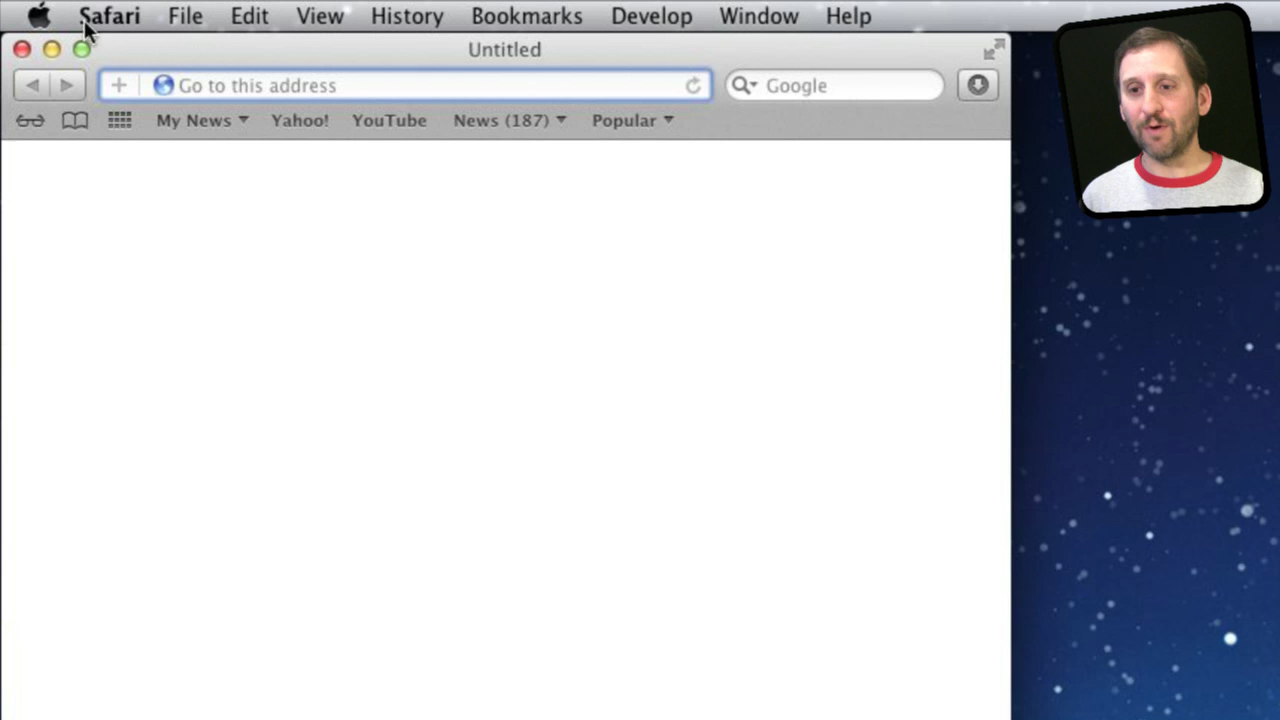 Safari File Edit View History Bookmarks Develop Window Help
Untitled
Go to this address Google
My News Yahoo! YouTube News (187) Popular